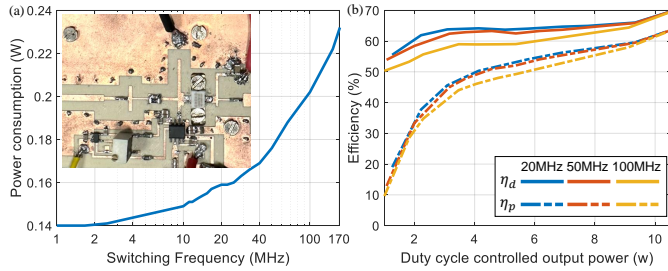 (a)
0.24
0.22
0.2
0.18
0.16
0.14
Power consumption (W)
1 2 4 10 20 40 100 170
Switching Frequency (MHz)
(b)
70
60
50
40
30
20
10
0
Efficiency (%)
20MHz 50MHz 100MHz
η_d
η_p
2 4 6 8 10
Duty cycle controlled output power (w)